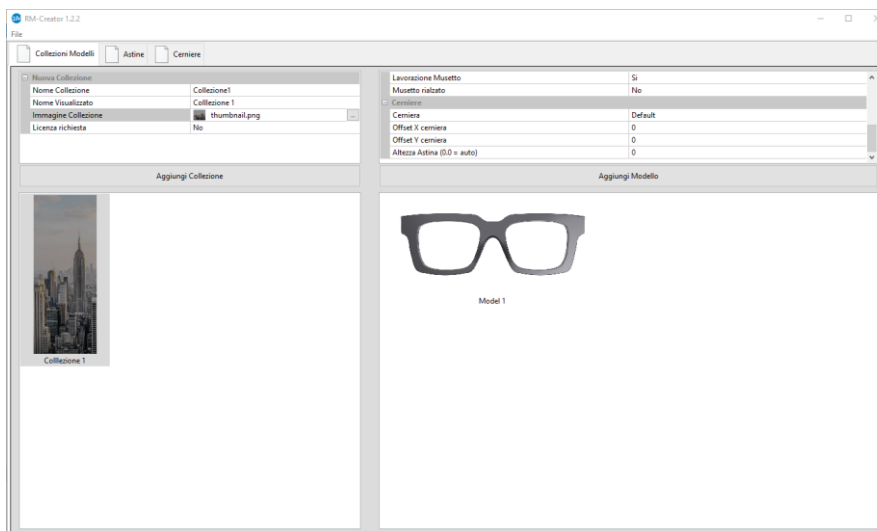 RM-Creator 1.2.2
File
Collezioni Modelli
Astine
Cerniere
Nuova Collezione
Nome Collezione Collezione1
Nome Visualizzato Colllezione 1
Immagine Collezione thumbnail.png ...
Licenza richiesta No
Aggiungi Collezione
Colllezione 1
Lavorazione Musetto Si
Musetto rialzato No
Cerniere
Cerniera Default
Offset X cerniera 0
Offset Y cerniera 0
Altezza Astina (0.0 = auto) 0
Aggiungi Modello
Model 1